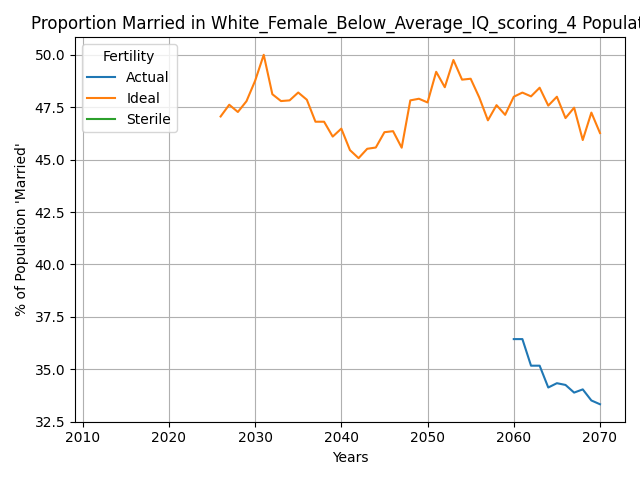 Proportion Married in White_Female_Below_Average_IQ_scoring_4 Populat
Fertility
Actual
Ideal
Sterile
% of Population 'Married'
50.0
47.5
45.0
42.5
40.0
37.5
35.0
32.5
2010 2020 2030 2040 2050 2060 2070
Years